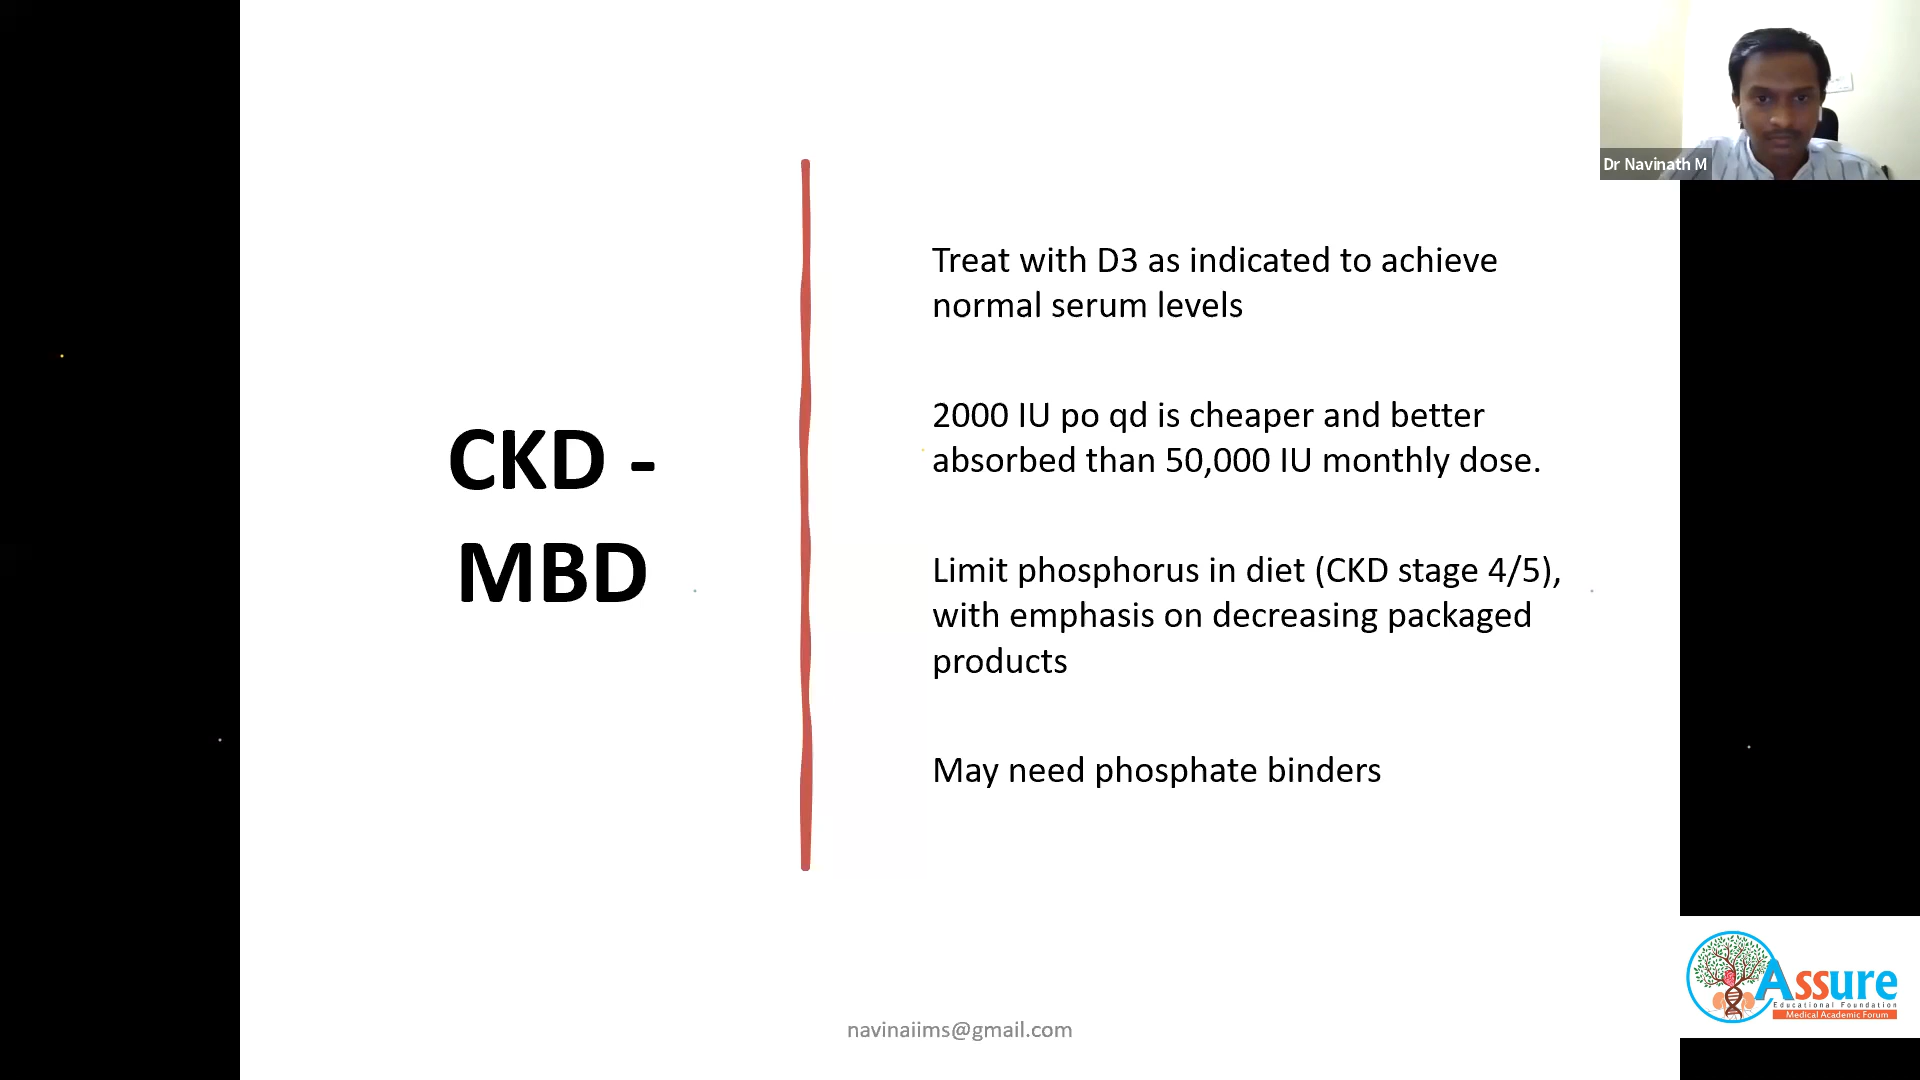 Dr Navinath M
CKD -
MBD
Treat with D3 as indicated to achieve
normal serum levels
2000 IU po qd is cheaper and better
absorbed than 50,000 IU monthly dose.
Limit phosphorus in diet (CKD stage 4/5),
with emphasis on decreasing packaged
products
May need phosphate binders
navinaiims@gmail.com
Assure
Educational Foundation
Medical Academic Forum